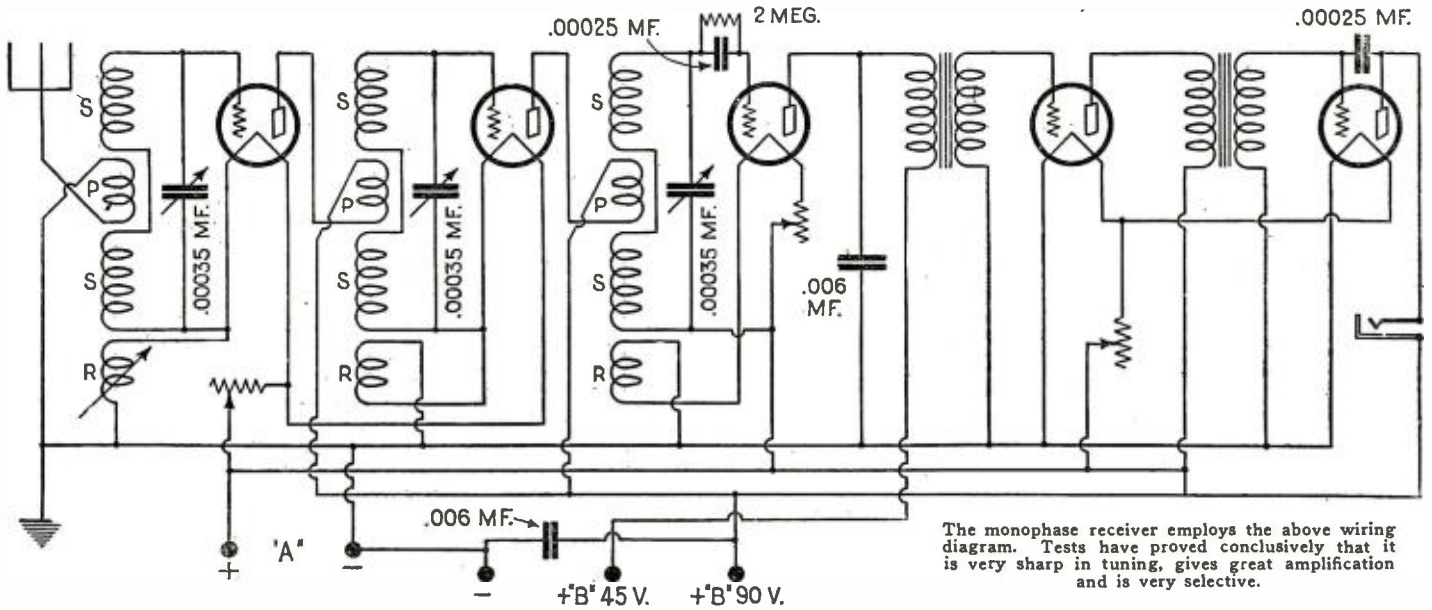 .00025 MF.
2 MEG.
.00025 MF.
S
P
S
R
.00035 MF.
S
P
S
R
.00035 MF.
S
P
S
R
.00035 MF.
.006
MF.
.006 MF.
+
"A"
−
−
+"B" 45 V.
+"B" 90 V.
The monophase receiver employs the above wiring
diagram. Tests have proved conclusively that it
is very sharp in tuning, gives great amplification
and is very selective.